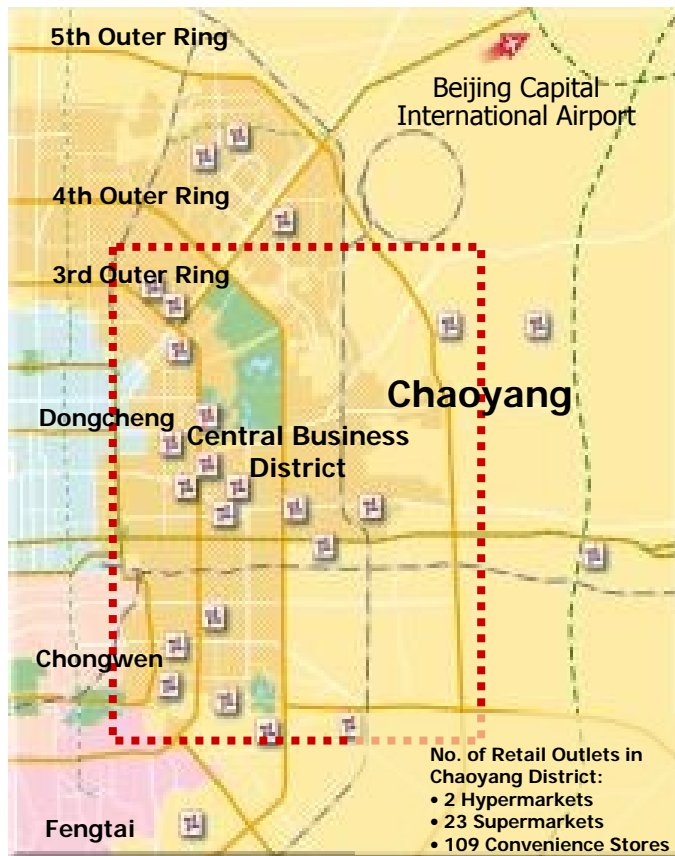 5th Outer Ring
Beijing Capital
International Airport
4th Outer Ring
3rd Outer Ring
Chaoyang
Dongcheng
Central Business
District
Chongwen
No. of Retail Outlets in
Chaoyang District:
• 2 Hypermarkets
• 23 Supermarkets
• 109 Convenience Stores
Fengtai